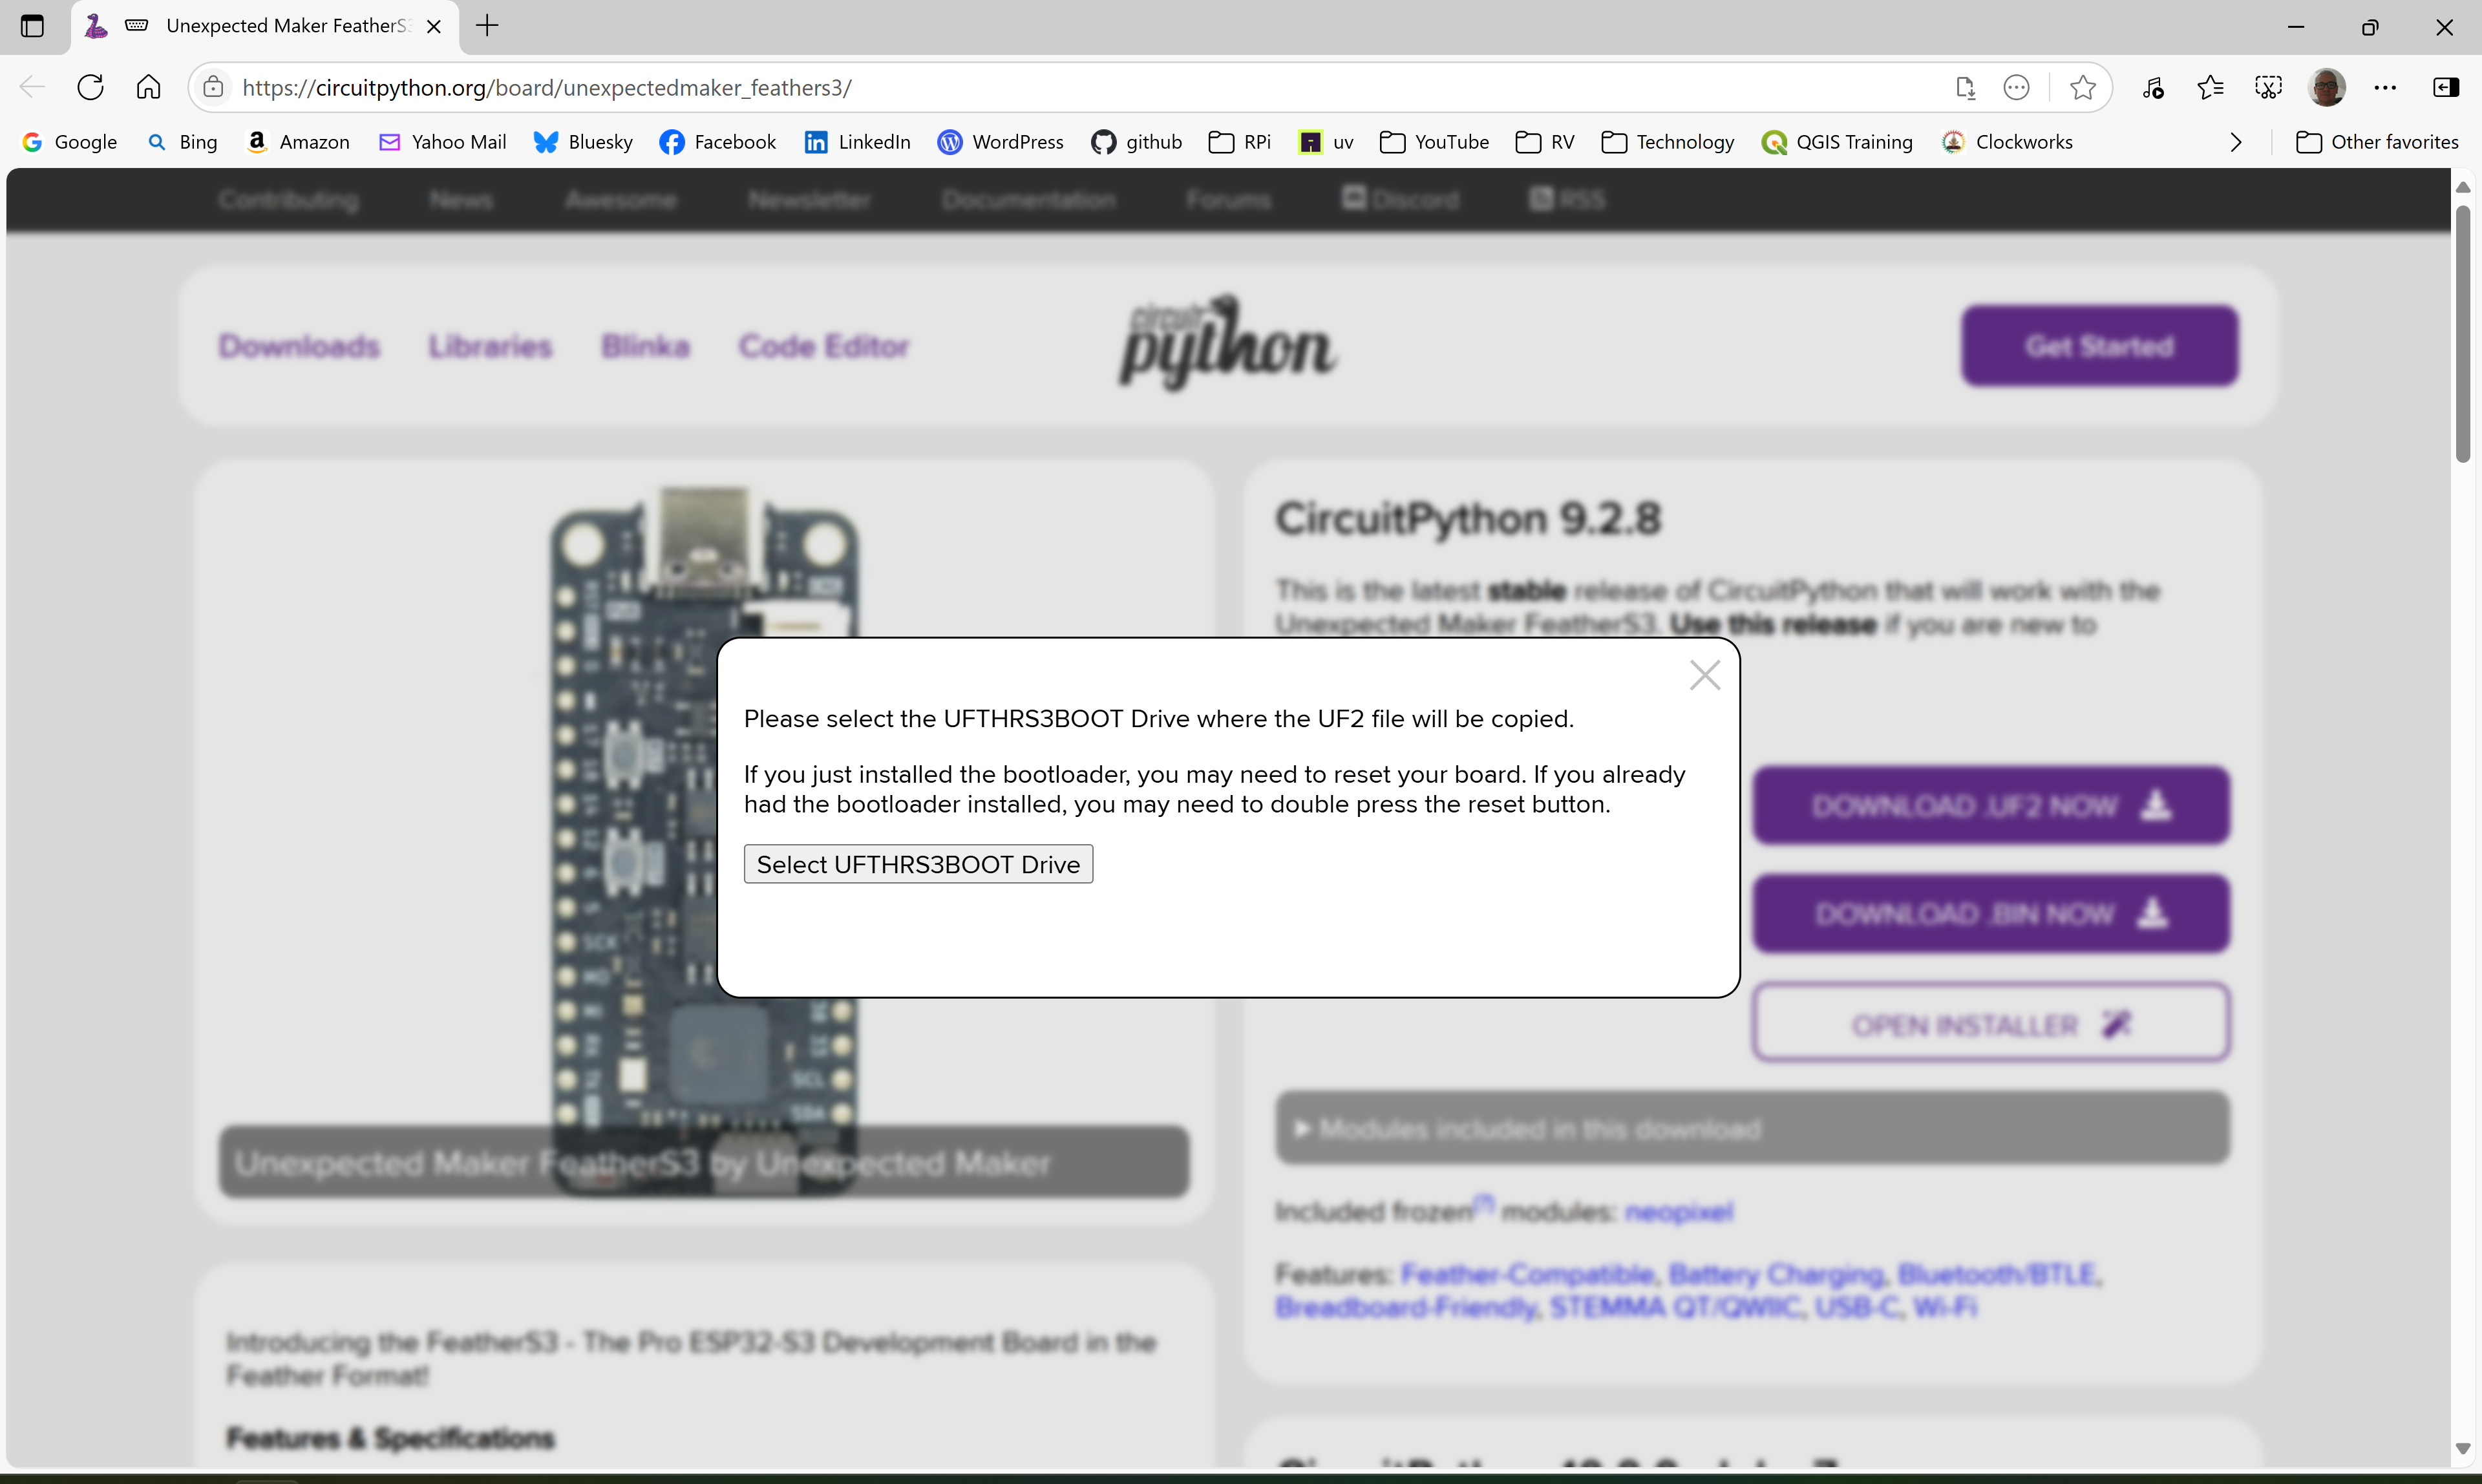 Unexpected Maker FeatherS3
https://circuitpython.org/board/unexpectedmaker_feathers3/
Google Bing Amazon Yahoo Mail Bluesky Facebook LinkedIn WordPress github RPi uv YouTube RV Technology QGIS Training Clockworks Other favorites
Contributing News Awesome Newsletter Documentation Forums Discord RSS
Downloads Libraries Blinka Code Editor
circuit
python
Get Started
CircuitPython 9.2.8
This is the latest stable release of CircuitPython that will work with the
Unexpected Maker FeatherS3. Use this release if you are new to
Please select the UFTHRS3BOOT Drive where the UF2 file will be copied.
If you just installed the bootloader, you may need to reset your board. If you already
had the bootloader installed, you may need to double press the reset button.
Select UFTHRS3BOOT Drive
DOWNLOAD .UF2 NOW
DOWNLOAD .BIN NOW
OPEN INSTALLER
Modules included in this download
Included frozen(?) modules: neopixel
Features: Feather-Compatible, Battery Charging, Bluetooth/BTLE,
Breadboard-Friendly, STEMMA QT/QWIIC, USB-C, Wi-Fi
SCK
MO
MI
RX
TX
SCL
SDA
Unexpected Maker FeatherS3 by Unexpected Maker
Introducing the FeatherS3 - The Pro ESP32-S3 Development Board in the
Feather Format!
Features & Specifications